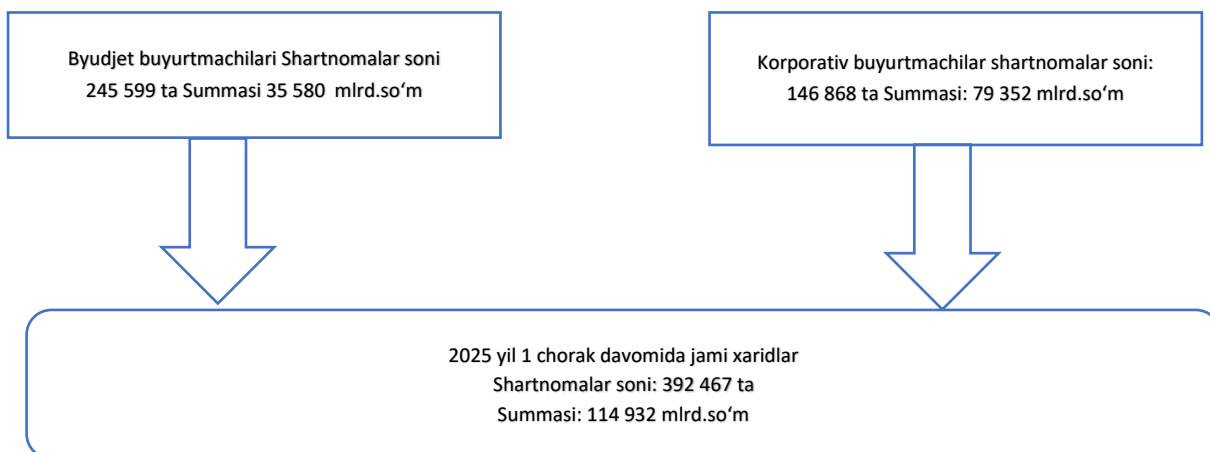 Byudjet buyurtmachilari Shartnomalar soni
245 599 ta Summasi 35 580 mlrd.so‘m
Korporativ buyurtmachilar shartnomalar soni:
146 868 ta Summasi: 79 352 mlrd.so‘m
2025 yil 1 chorak davomida jami xaridlar
Shartnomalar soni: 392 467 ta
Summasi: 114 932 mlrd.so‘m